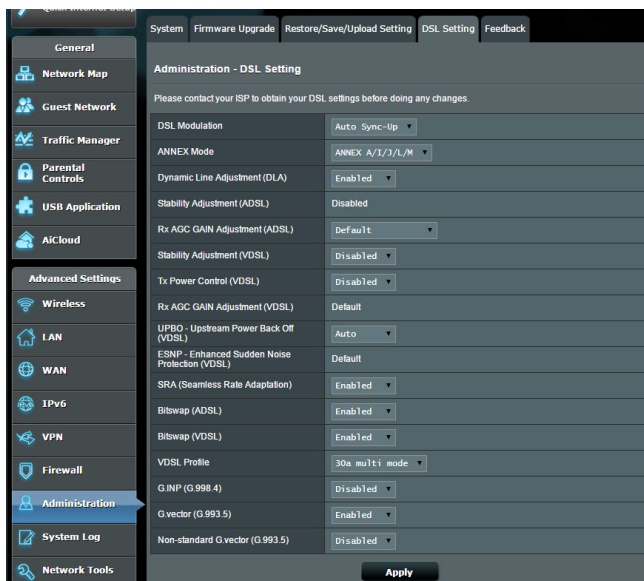 Quick Internet Setup
General
Network Map
Guest Network
Traffic Manager
Parental
Controls
USB Application
AiCloud
Advanced Settings
Wireless
LAN
WAN
IPv6
VPN
Firewall
Administration
System Log
Network Tools
System Firmware Upgrade Restore/Save/Upload Setting DSL Setting Feedback
Administration - DSL Setting
Please contact your ISP to obtain your DSL settings before doing any changes.
DSL Modulation Auto Sync-Up
ANNEX Mode ANNEX A/I/J/L/M
Dynamic Line Adjustment (DLA) Enabled
Stability Adjustment (ADSL) Disabled
Rx AGC GAIN Adjustment (ADSL) Default
Stability Adjustment (VDSL) Disabled
Tx Power Control (VDSL) Disabled
Rx AGC GAIN Adjustment (VDSL) Default
UPBO - Upstream Power Back Off
(VDSL) Auto
ESNP - Enhanced Sudden Noise
Protection (VDSL) Default
SRA (Seamless Rate Adaptation) Enabled
Bitswap (ADSL) Enabled
Bitswap (VDSL) Enabled
VDSL Profile 30a multi mode
G.INP (G.998.4) Disabled
G.vector (G.993.5) Enabled
Non-standard G.vector (G.993.5) Disabled
Apply